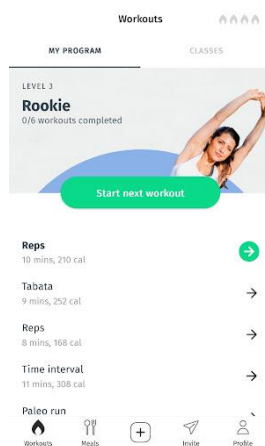 Workouts
MY PROGRAM
CLASSES
LEVEL 3
Rookie
0/6 workouts completed
Start next workout
Reps
10 mins, 210 cal
Tabata
9 mins, 252 cal
Reps
8 mins, 168 cal
Time interval
11 mins, 308 cal
Paleo run
Workouts
Meals
Invite
Profile